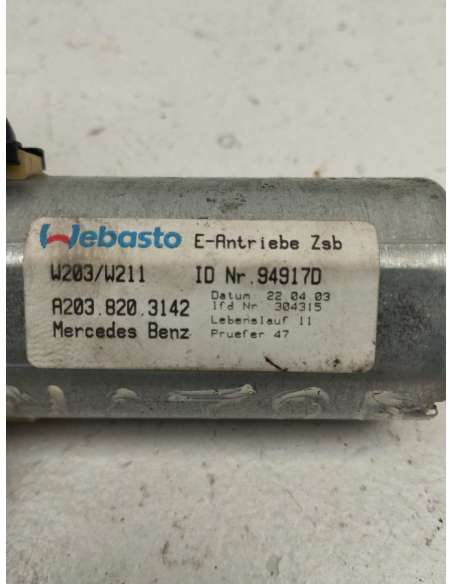 Webasto E-Antriebe Zsb
W203/W211 ID Nr. 94917D
A203.820.3142 Datum 22.04.03
lfd Nr 304315
Mercedes Benz Lebenslauf 11
Pruefer 47